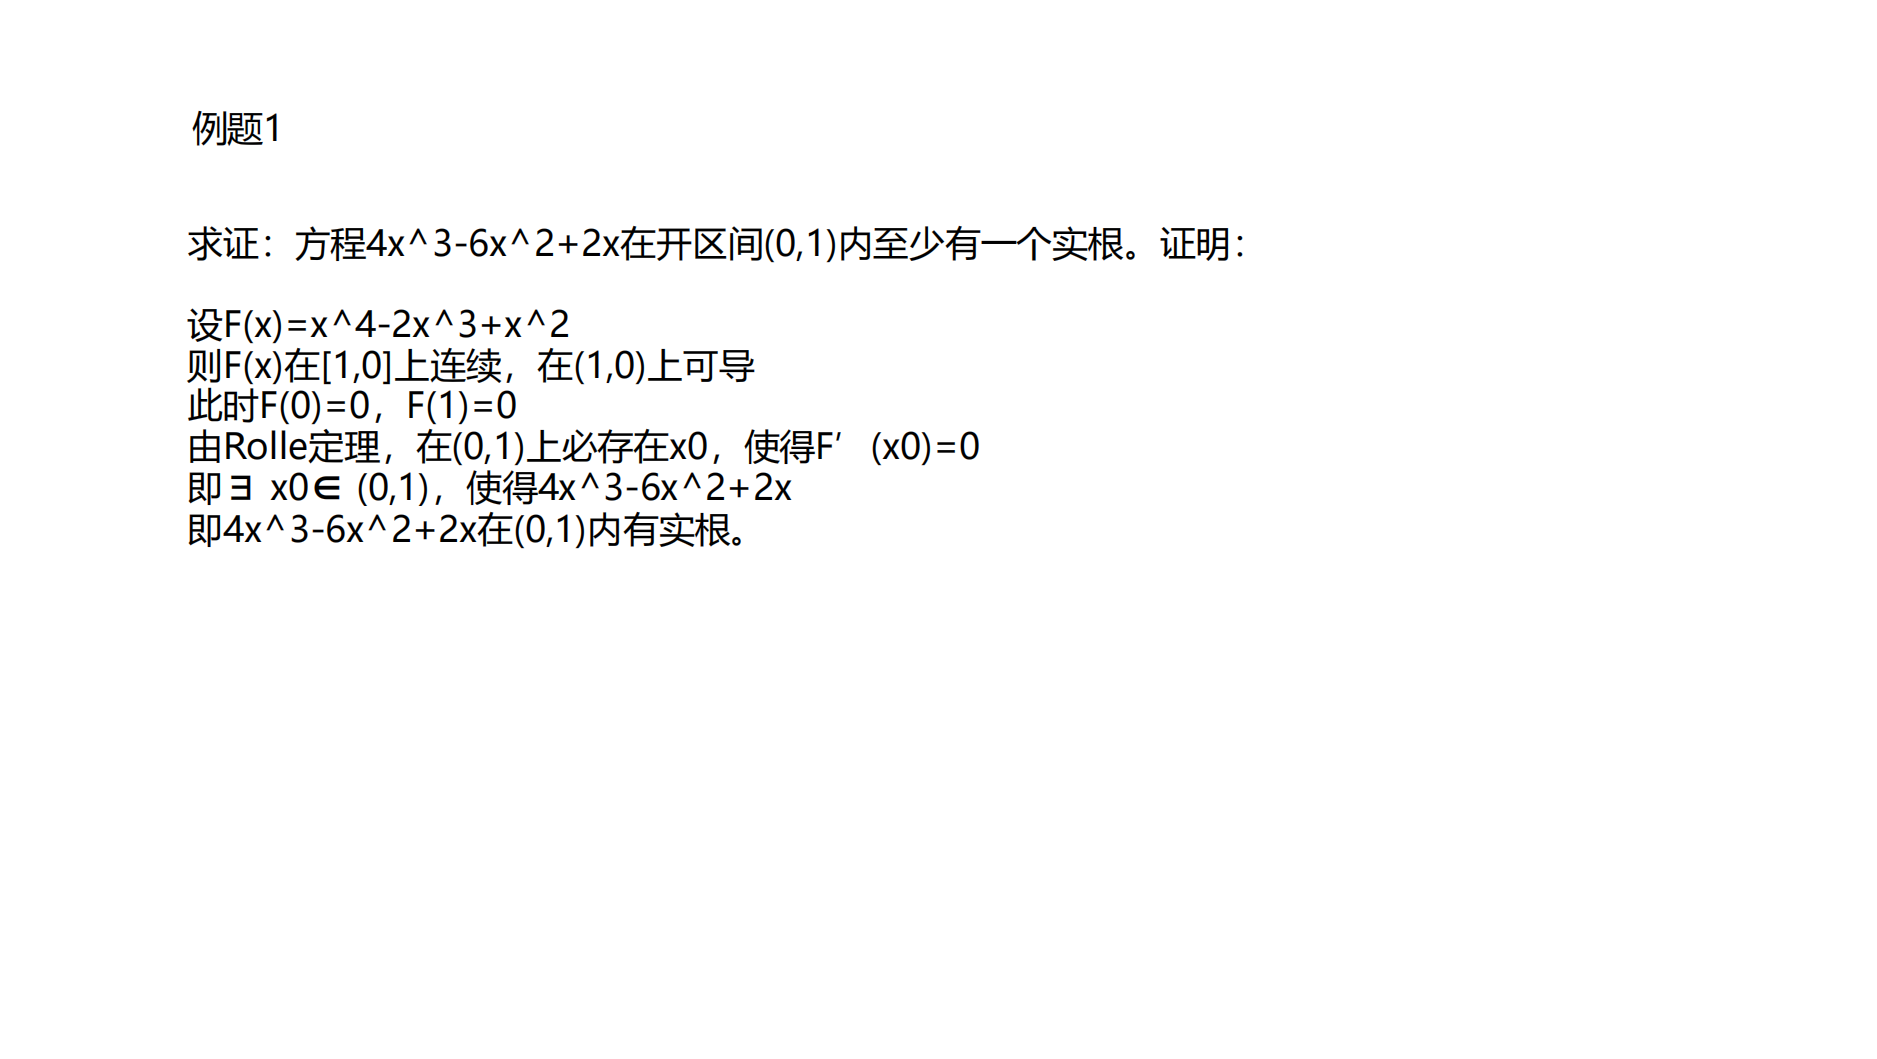 例题1
求证：方程4x^3-6x^2+2x在开区间(0,1)内至少有一个实根。证明：
设F(x)=x^4-2x^3+x^2
则F(x)在[1,0]上连续，在(1,0)上可导
此时F(0)=0，F(1)=0
由Rolle定理，在(0,1)上必存在x0，使得F′(x0)=0
即∃ x0∈ (0,1)，使得4x^3-6x^2+2x
即4x^3-6x^2+2x在(0,1)内有实根。